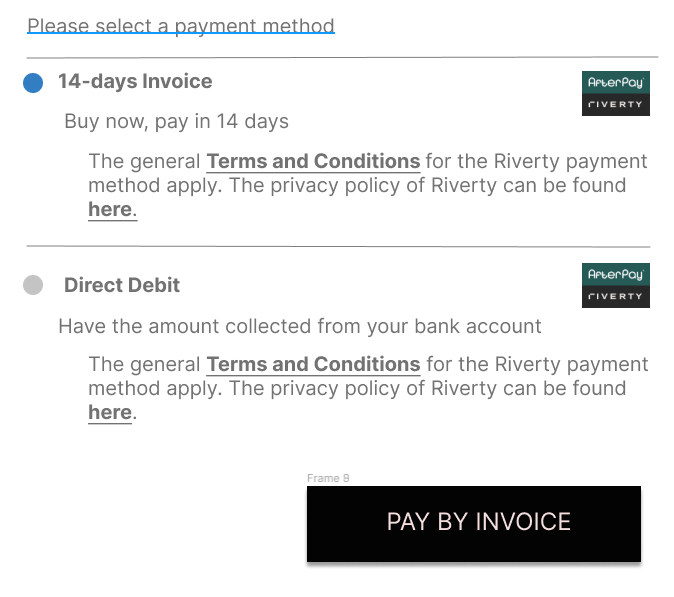 Please select a payment method
14-days Invoice
AfterPay
RIVERTY
Buy now, pay in 14 days
The general Terms and Conditions for the Riverty payment
method apply. The privacy policy of Riverty can be found
here.
Direct Debit
AfterPay
RIVERTY
Have the amount collected from your bank account
The general Terms and Conditions for the Riverty payment
method apply. The privacy policy of Riverty can be found
here.
Frame 9
PAY BY INVOICE